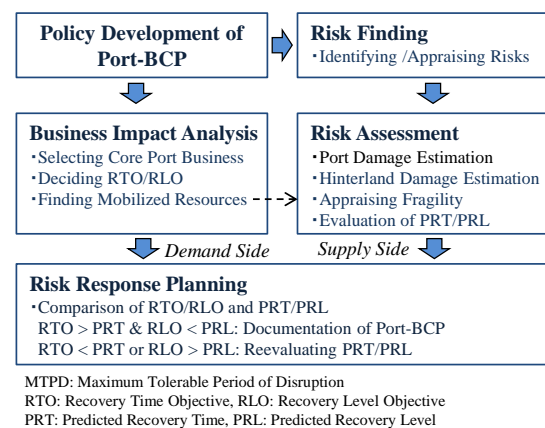 Policy Development of
Port-BCP
Risk Finding
・Identifying /Appraising Risks
Business Impact Analysis
・Selecting Core Port Business
・Deciding RTO/RLO
・Finding Mobilized Resources
Risk Assessment
・Port Damage Estimation
・Hinterland Damage Estimation
・Appraising Fragility
・Evaluation of PRT/PRL
Demand Side
Supply Side
Risk Response Planning
・Comparison of RTO/RLO and PRT/PRL
RTO > PRT & RLO < PRL: Documentation of Port-BCP
RTO < PRT or RLO > PRL: Reevaluating PRT/PRL
MTPD: Maximum Tolerable Period of Disruption
RTO: Recovery Time Objective, RLO: Recovery Level Objective
PRT: Predicted Recovery Time, PRL: Predicted Recovery Level